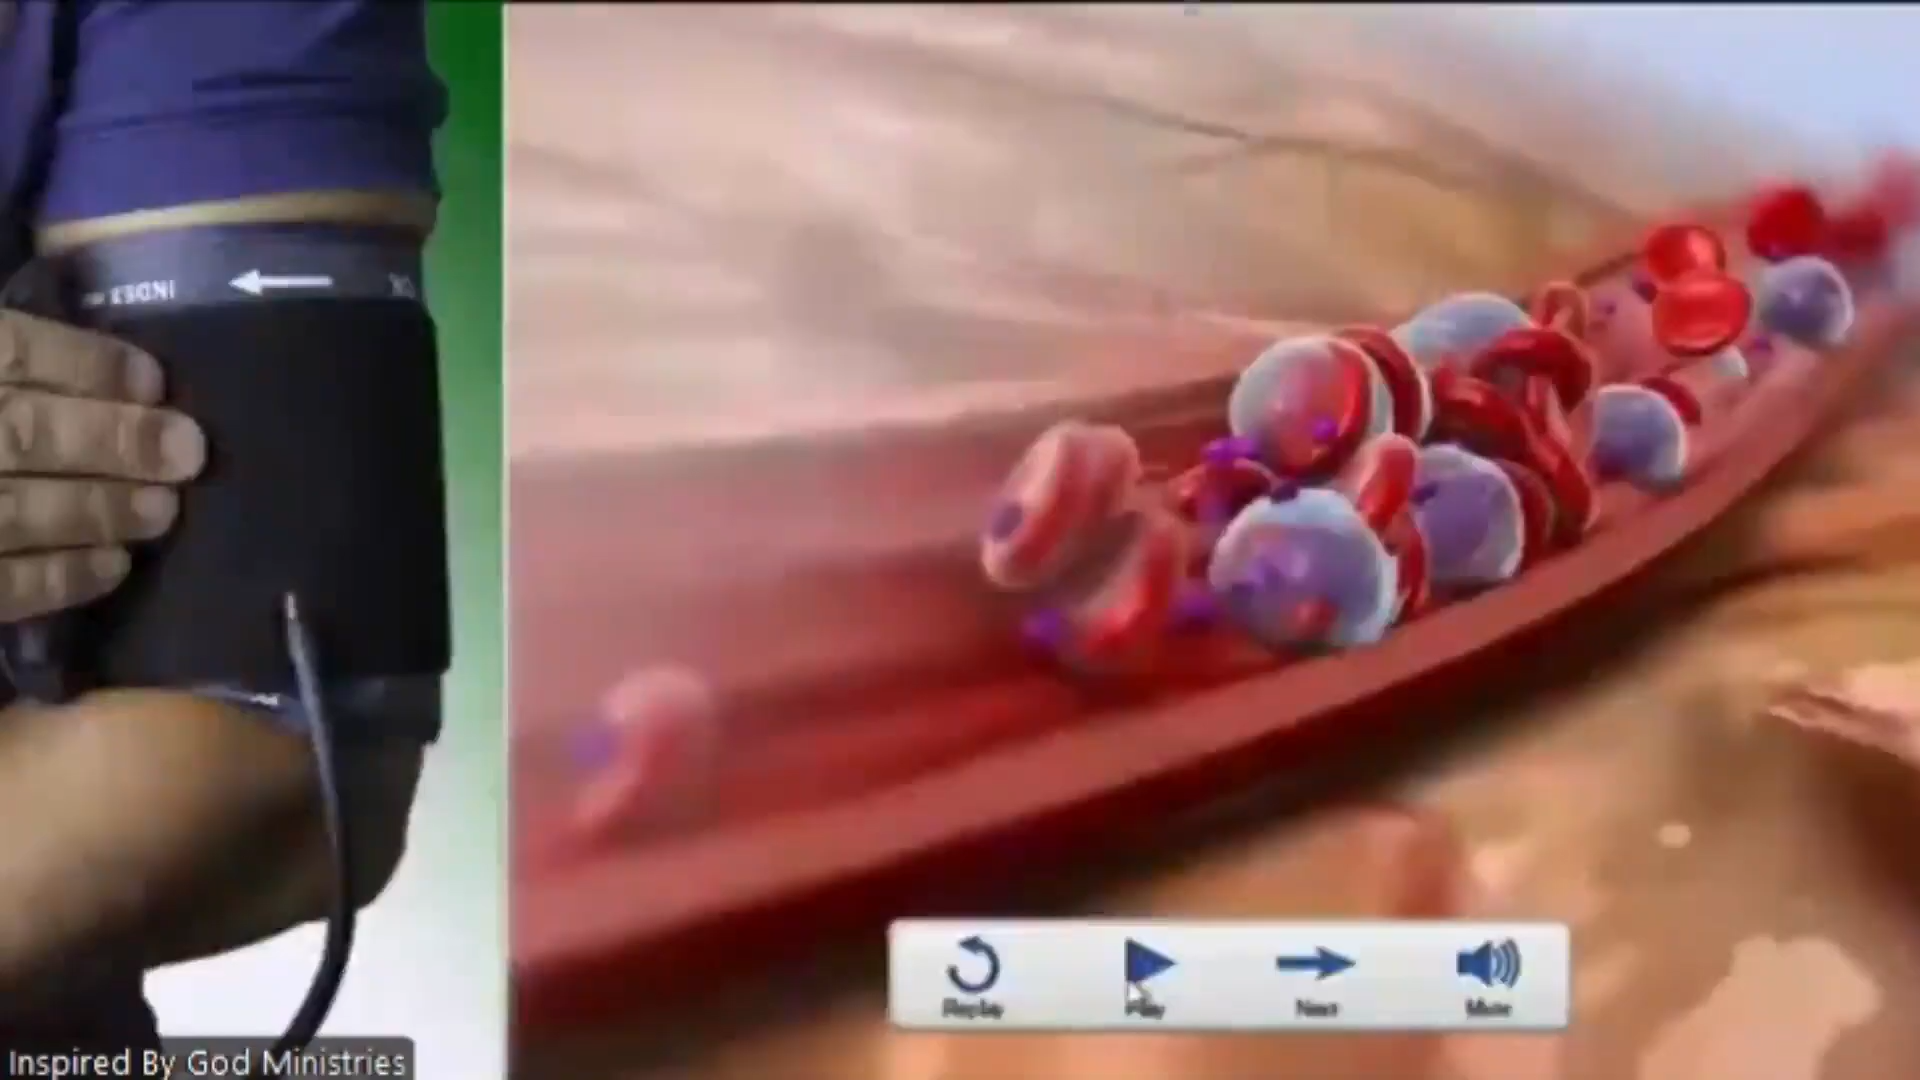 INDEX
Replay
Play
Next
Mute
Inspired By God Ministries